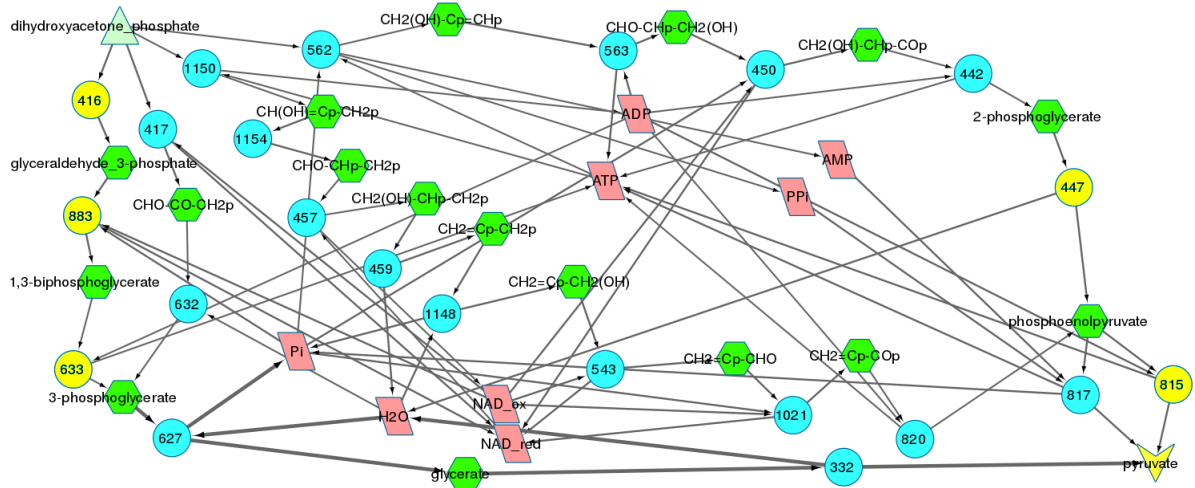 CH2(OH)-Cp=CHp
dihydroxyacetone_phosphate
CHO-CHp-CH2(OH)
CH2(OH)-CHp-COp
562
563
1150
450
442
416
CH(OH)=Cp-CH2p
ADP
2-phosphoglycerate
417
1154
glyceraldehyde_3-phosphate
CHO-CHp-CH2p
AMP
ATP
447
CH2(OH)-CHp-CH2p
PPi
CHO-CO-CH2p
883
457
CH2=Cp-CH2p
459
1,3-biphosphoglycerate
CH2=Cp-CH2(OH)
632
1148
phosphoenolpyruvate
Pi
CH2=Cp-CHO
CH2=Cp-COp
633
543
815
3-phosphoglycerate
817
NAD_ox
H2O
1021
627
NAD_red
820
glycerate
332
pyruvate